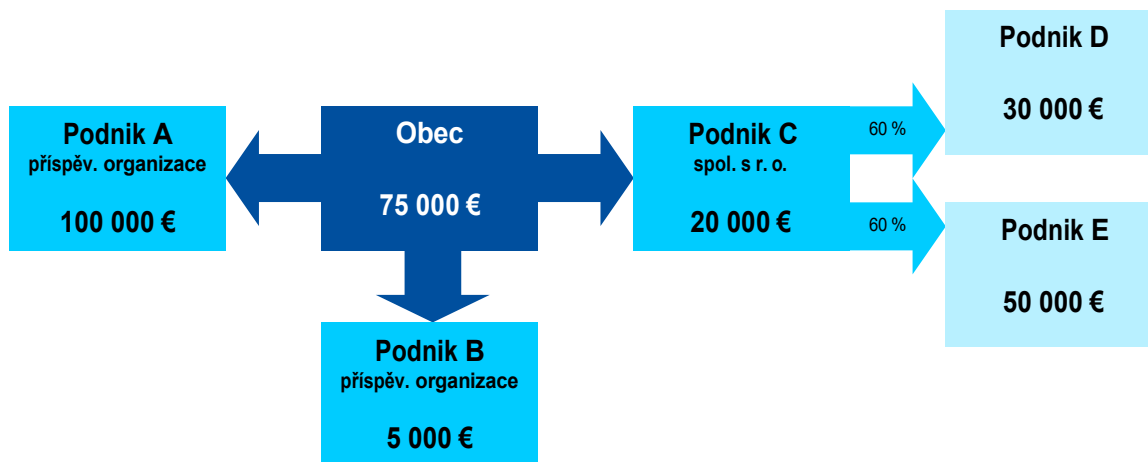 Podnik D
30 000 €
Podnik A
příspěv. organizace
100 000 €
Obec
75 000 €
Podnik C
spol. s r. o.
20 000 €
60 %
60 %
Podnik E
50 000 €
Podnik B
příspěv. organizace
5 000 €